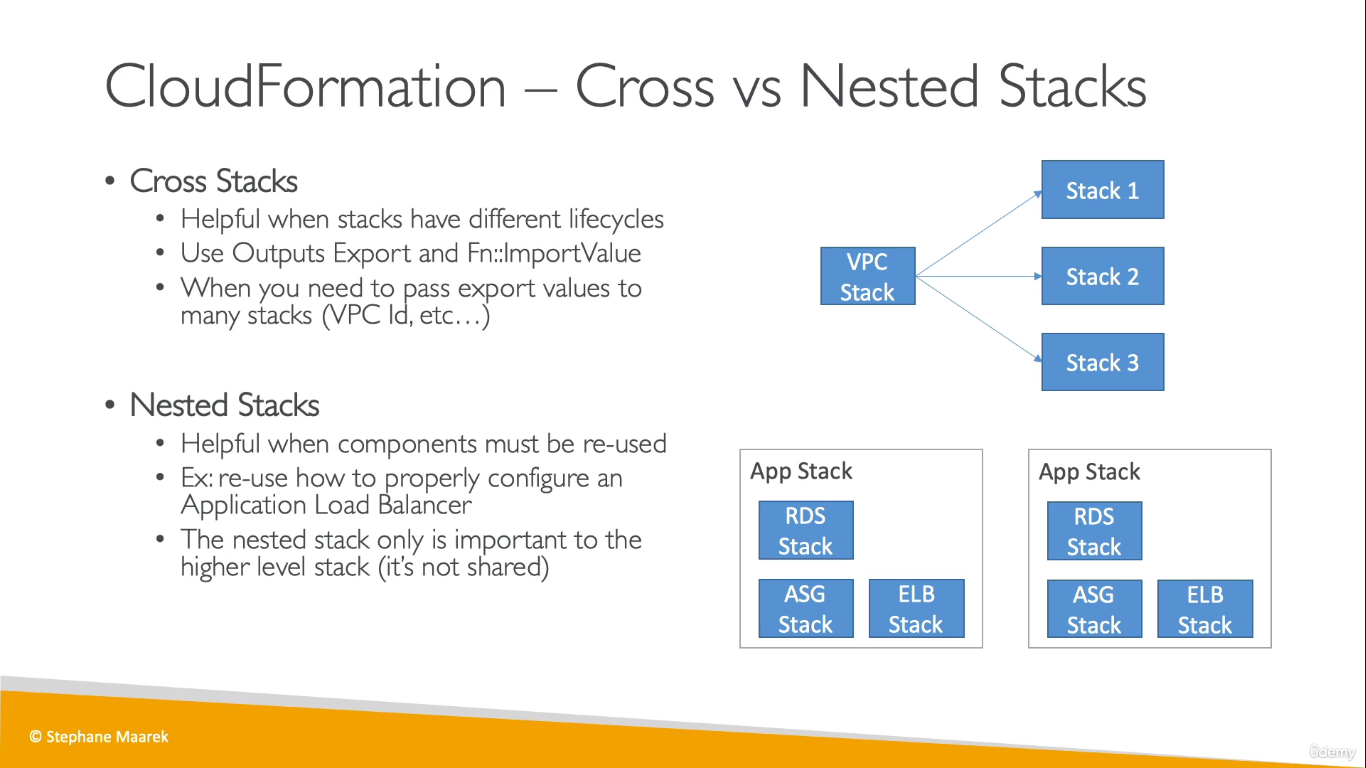 CloudFormation – Cross vs Nested Stacks
• Cross Stacks
• Helpful when stacks have different lifecycles
• Use Outputs Export and Fn::ImportValue
• When you need to pass export values to
many stacks (VPC Id, etc…)
• Nested Stacks
• Helpful when components must be re-used
• Ex: re-use how to properly configure an
Application Load Balancer
• The nested stack only is important to the
higher level stack (it's not shared)
VPC
Stack
Stack 1
Stack 2
Stack 3
App Stack
RDS
Stack
ASG
Stack
ELB
Stack
App Stack
RDS
Stack
ASG
Stack
ELB
Stack
© Stephane Maarek
ûdemy